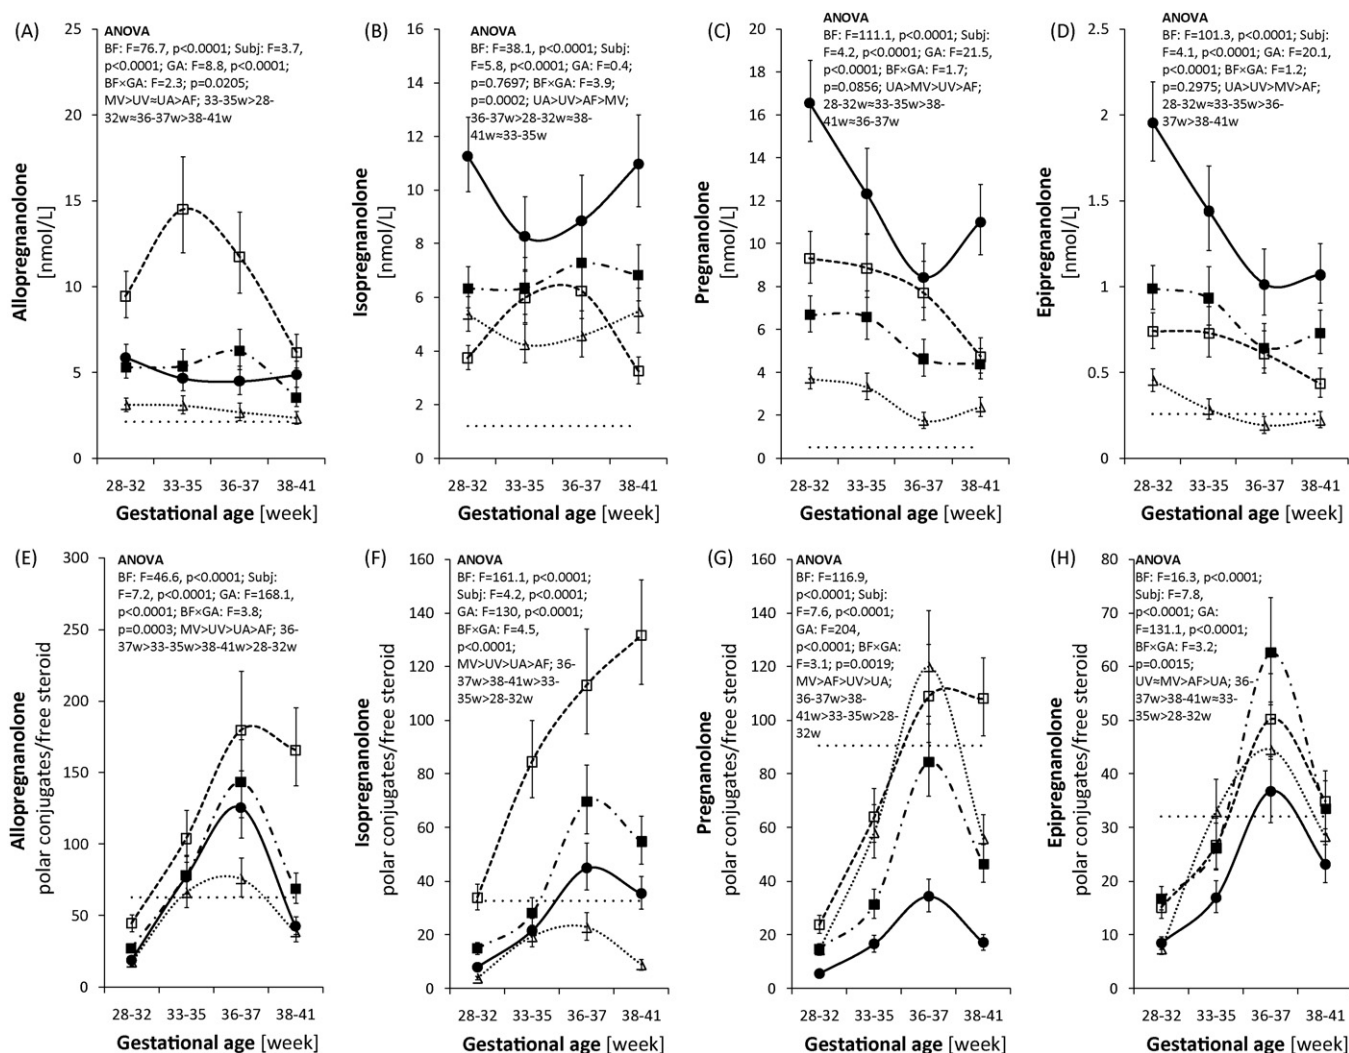 (A)
25
20
15
10
5
0
Allopregnanolone
[nmol/L]
ANOVA
BF: F=76.7, p<0.0001; Subj: F=3.7,
p<0.0001; GA: F=8.8, p<0.0001;
BF×GA: F=2.3; p=0.0205;
MV>UV≈UA>AF; 33-35w>28-
32w≈36-37w>38-41w
28-32
33-35
36-37
38-41
Gestational age [week]
(B)
16
14
12
10
8
6
4
2
0
Isopregnanolone
[nmol/L]
ANOVA
BF: F=38.1, p<0.0001; Subj:
F=5.8, p<0.0001; GA: F=0.4;
p=0.7697; BF×GA: F=3.9;
p=0.0002; UA>UV>AF>MV;
36-37w>28-32w≈38-
41w≈33-35w
28-32
33-35
36-37
38-41
Gestational age [week]
(C)
20
18
16
14
12
10
8
6
4
2
0
Pregnanolone
[nmol/L]
ANOVA
BF: F=111.1, p<0.0001; Subj:
F=4.2, p<0.0001; GA: F=21.5,
p<0.0001; BF×GA: F=1.7;
p=0.0856; UA>MV>UV>AF;
28-32w≈33-35w>38-
41w≈36-37w
28-32
33-35
36-37
38-41
Gestational age [week]
(D)
2.5
2
1.5
1
0.5
0
Epipregnanolone
[nmol/L]
ANOVA
BF: F=101.3, p<0.0001; Subj:
F=4.1, p<0.0001; GA: F=20.1,
p<0.0001; BF×GA: F=1.2;
p=0.2975; UA>UV>MV>AF;
28-32w≈33-35w>36-
37w>38-41w
28-32
33-35
36-37
38-41
Gestational age [week]
(E)
300
250
200
150
100
50
0
Allopregnanolone
polar conjugates/free steroid
ANOVA
BF: F=46.6, p<0.0001; Subj:
F=7.2, p<0.0001; GA: F=168.1,
p<0.0001; BF×GA: F=3.8;
p=0.0003; MV>UV>UA>AF; 36-
37w>33-35w>38-41w>28-32w
28-32
33-35
36-37
38-41
Gestational age [week]
(F)
160
140
120
100
80
60
40
20
0
Isopregnanolone
polar conjugates/free steroid
ANOVA
BF: F=161.1, p<0.0001;
Subj: F=4.2, p<0.0001;
GA: F=130, p<0.0001;
BF×GA: F=4.5,
p<0.0001;
MV>UV>UA>AF; 36-
37w>38-41w>33-
35w>28-32w
28-32
33-35
36-37
38-41
Gestational age [week]
(G)
160
140
120
100
80
60
40
20
0
Pregnanolone
polar conjugates/free steroid
ANOVA
BF: F=116.9,
p<0.0001; Subj:
F=7.6, p<0.0001;
GA: F=204,
p<0.0001; BF×GA:
F=3.1; p=0.0019;
MV>AF>UV>UA;
36-37w>38-
41w>33-35w>28-
32w
28-32
33-35
36-37
38-41
Gestational age [week]
(H)
80
70
60
50
40
30
20
10
0
Epipregnanolone
polar conjugates/free steroid
ANOVA
BF: F=16.3, p<0.0001;
Subj: F=7.8,
p<0.0001; GA:
F=131.1, p<0.0001;
BF×GA: F=3.2;
p=0.0015;
UV≈MV>AF>UA; 36-
37w>38-41w≈33-
35w>28-32w
28-32
33-35
36-37
38-41
Gestational age [week]